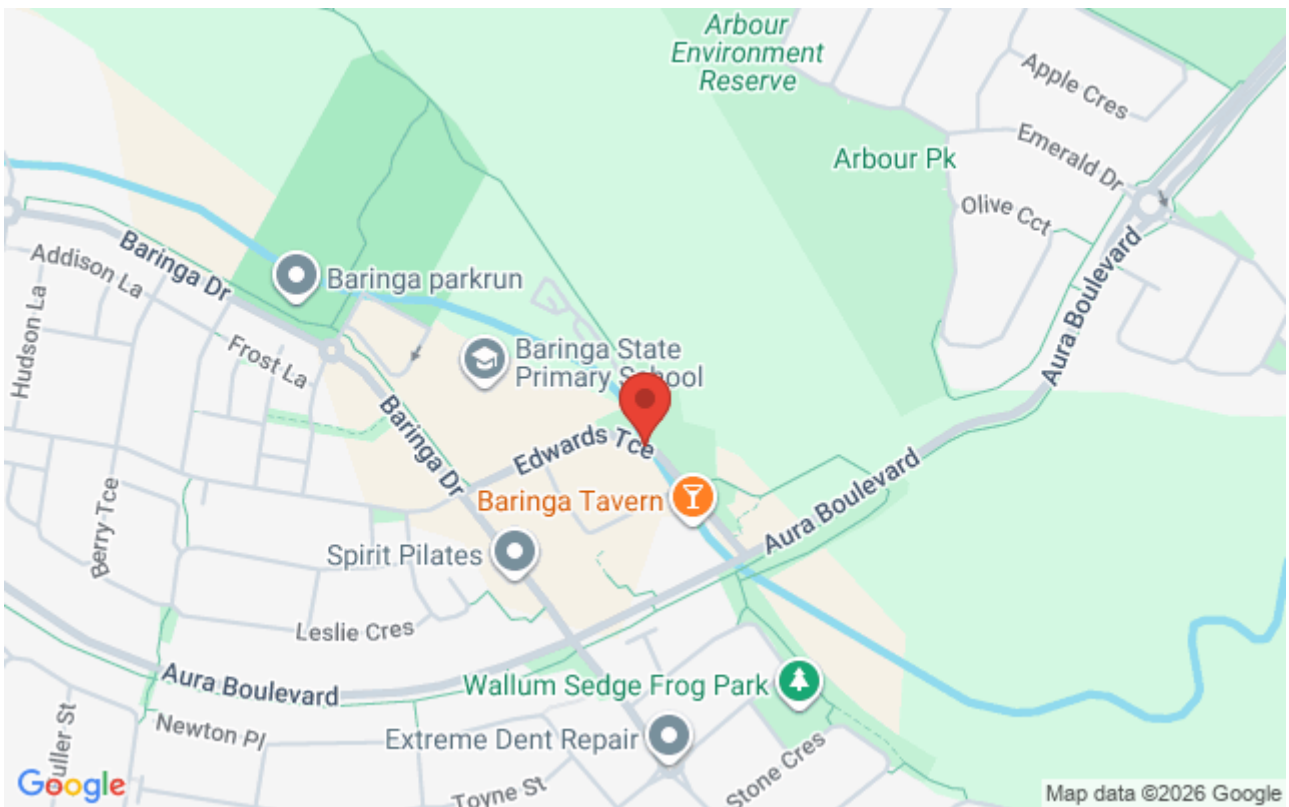 Arbour
Environment
Reserve
Apple Cres
Emerald Dr
Arbour Pk
Olive Cct
Baringa Dr
Addison La
Baringa parkrun
Aura Boulevard
Hudson La
Frost La
Baringa State
Primary School
Baringa Dr
Edwards Tce
Baringa Tavern
Aura Boulevard
Berry Tce
Spirit Pilates
Leslie Cres
Aura Boulevard
Wallum Sedge Frog Park
Newton Pl
uller St
Extreme Dent Repair
Stone Cres
Toyne St
Google
Map data ©2026 Google